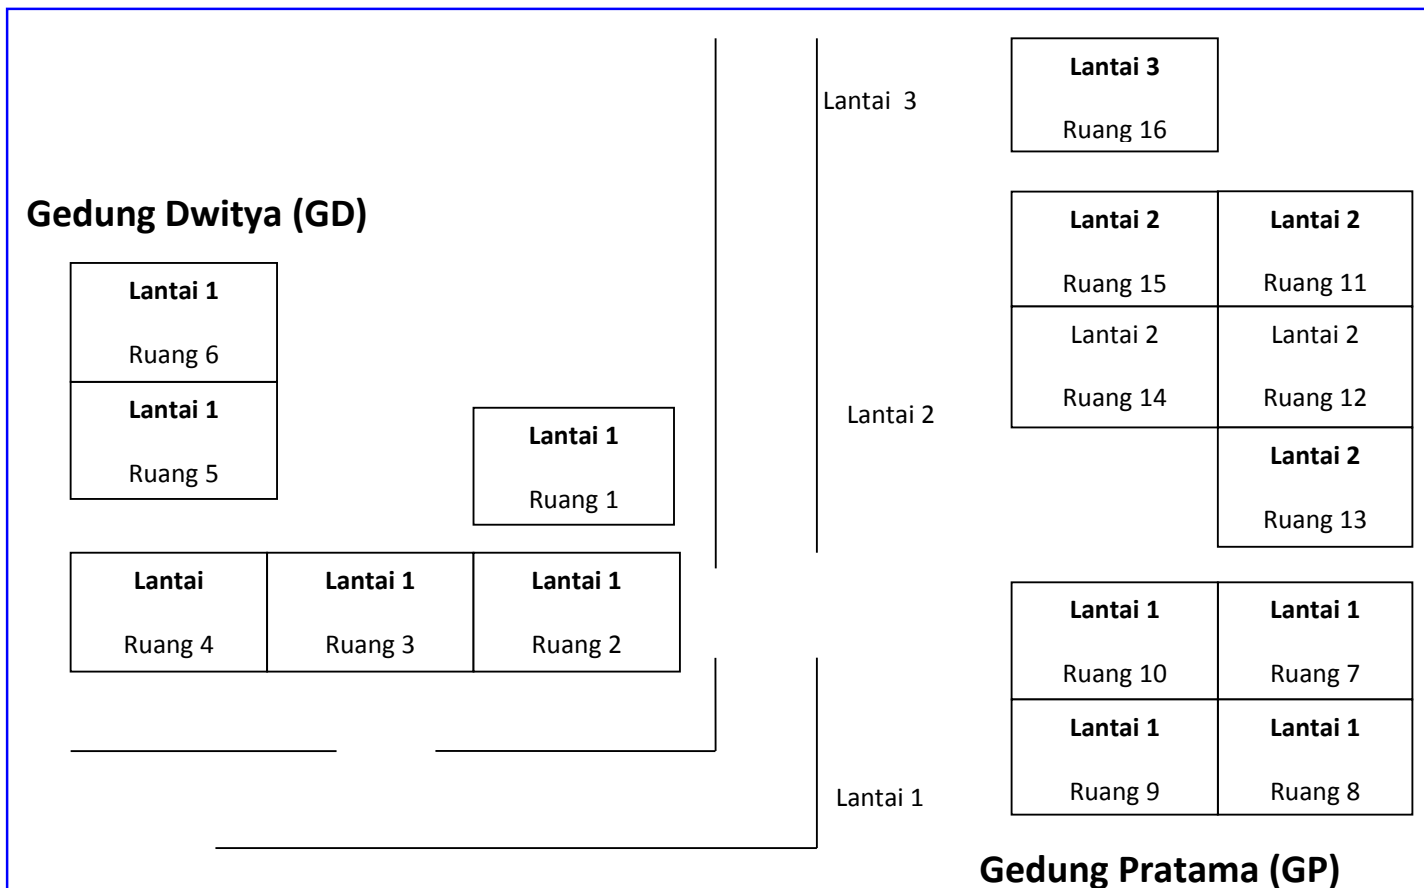 Gedung Dwitya (GD)
Lantai 1
Ruang 6
Lantai 1
Ruang 5
Lantai 1
Ruang 1
Lantai
Ruang 4
Lantai 1
Ruang 3
Lantai 1
Ruang 2
Lantai 3
Lantai 3
Ruang 16
Lantai 2
Lantai 2
Ruang 15
Lantai 2
Ruang 11
Lantai 2
Ruang 14
Lantai 2
Ruang 12
Lantai 2
Ruang 13
Lantai 1
Lantai 1
Ruang 10
Lantai 1
Ruang 7
Lantai 1
Ruang 9
Lantai 1
Ruang 8
Gedung Pratama (GP)